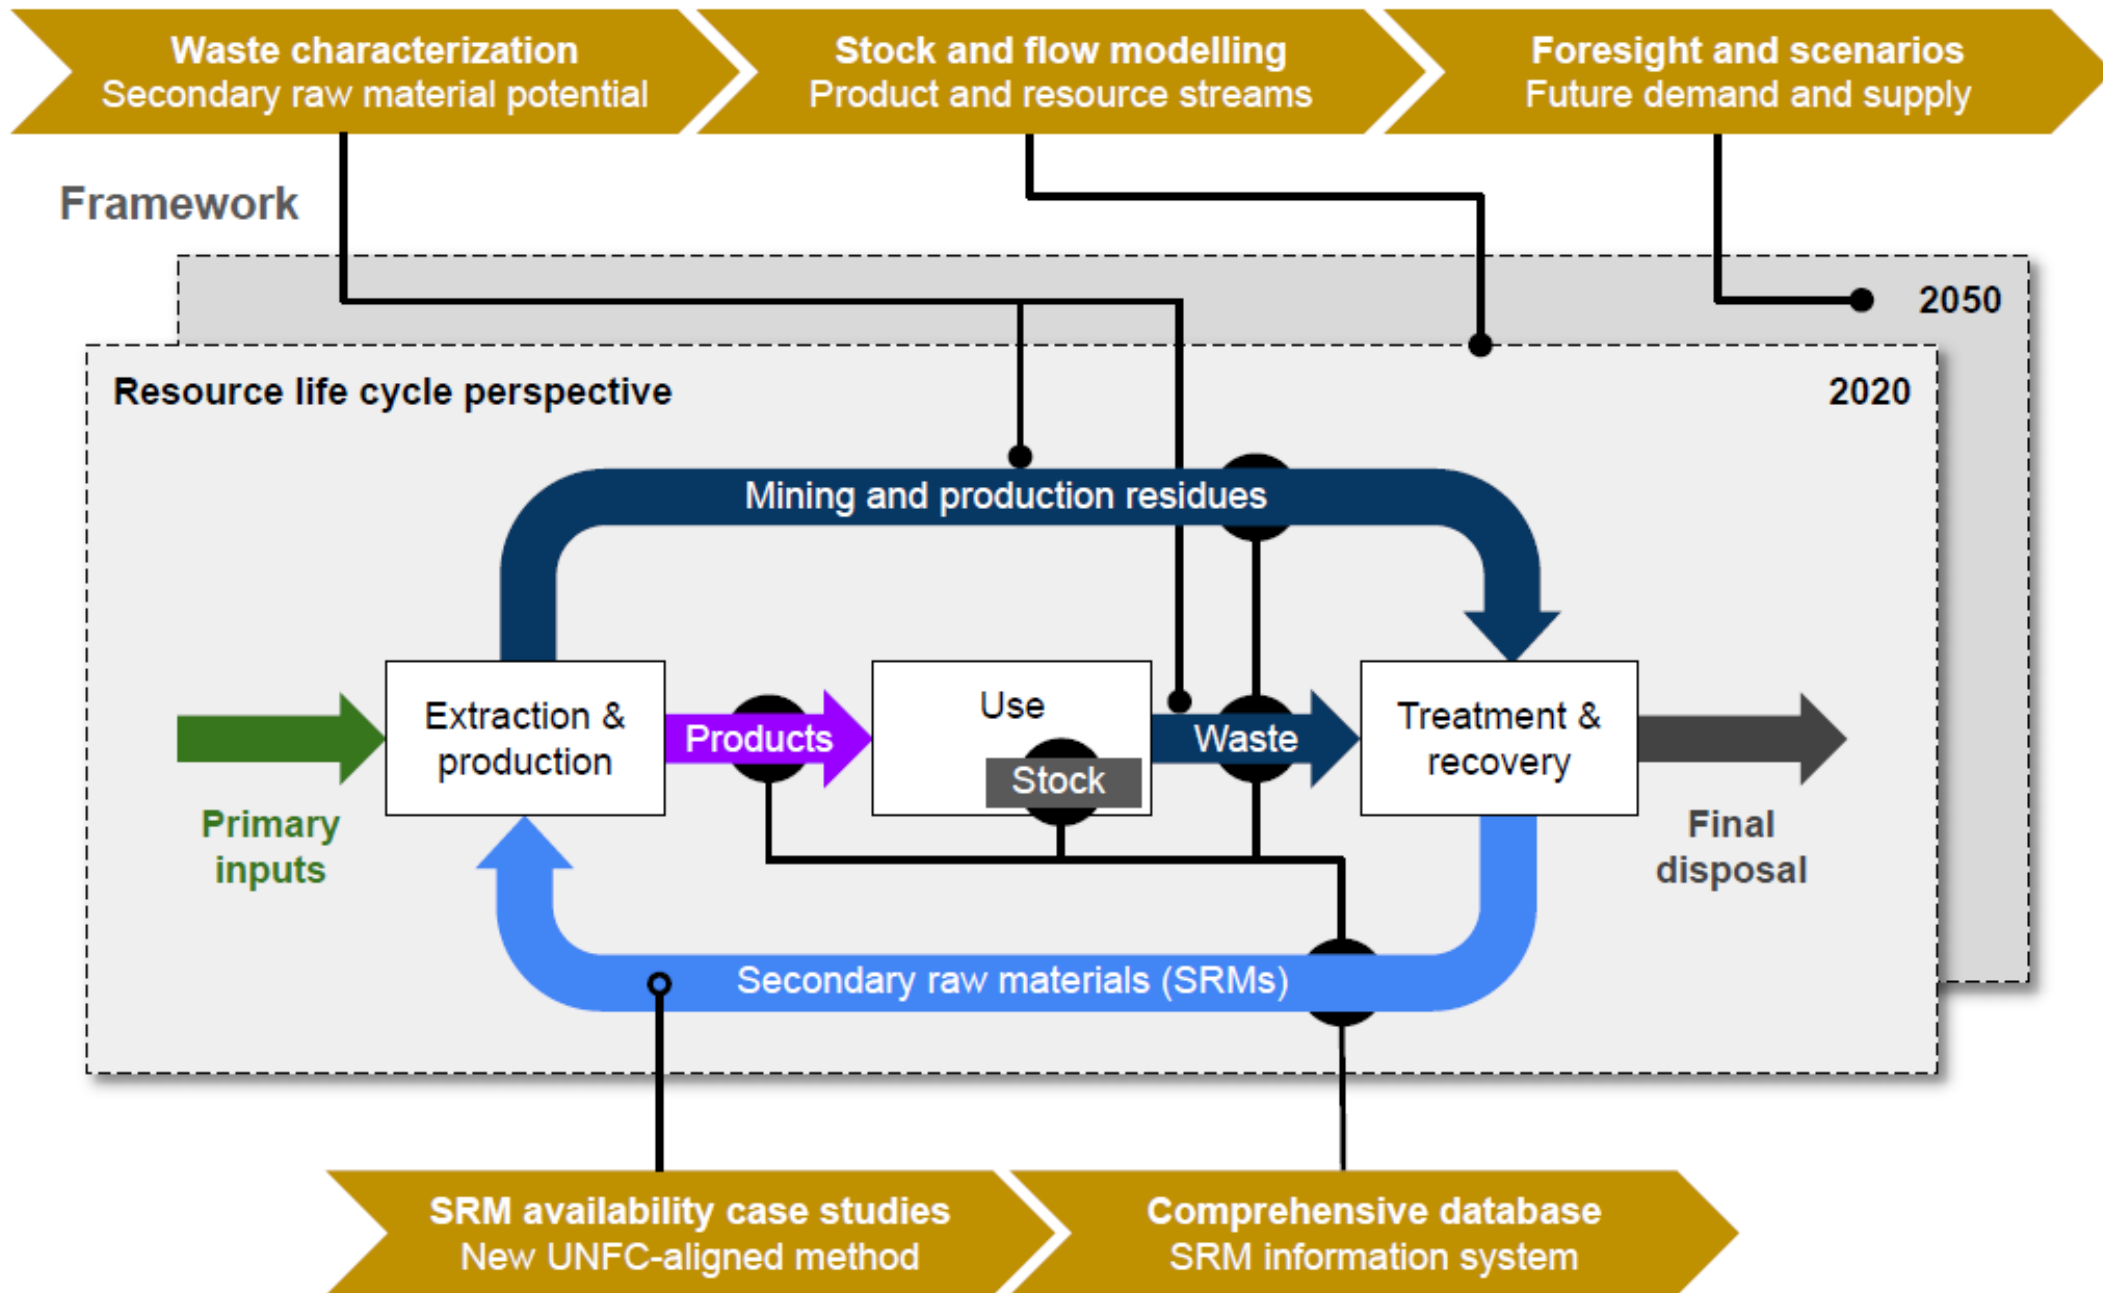 Waste characterization
Secondary raw material potential
Stock and flow modelling
Product and resource streams
Foresight and scenarios
Future demand and supply
Framework
2050
Resource life cycle perspective
2020
Mining and production residues
Extraction &
production
Products
Use
Stock
Waste
Treatment &
recovery
Primary
inputs
Final
disposal
Secondary raw materials (SRMs)
SRM availability case studies
New UNFC-aligned method
Comprehensive database
SRM information system